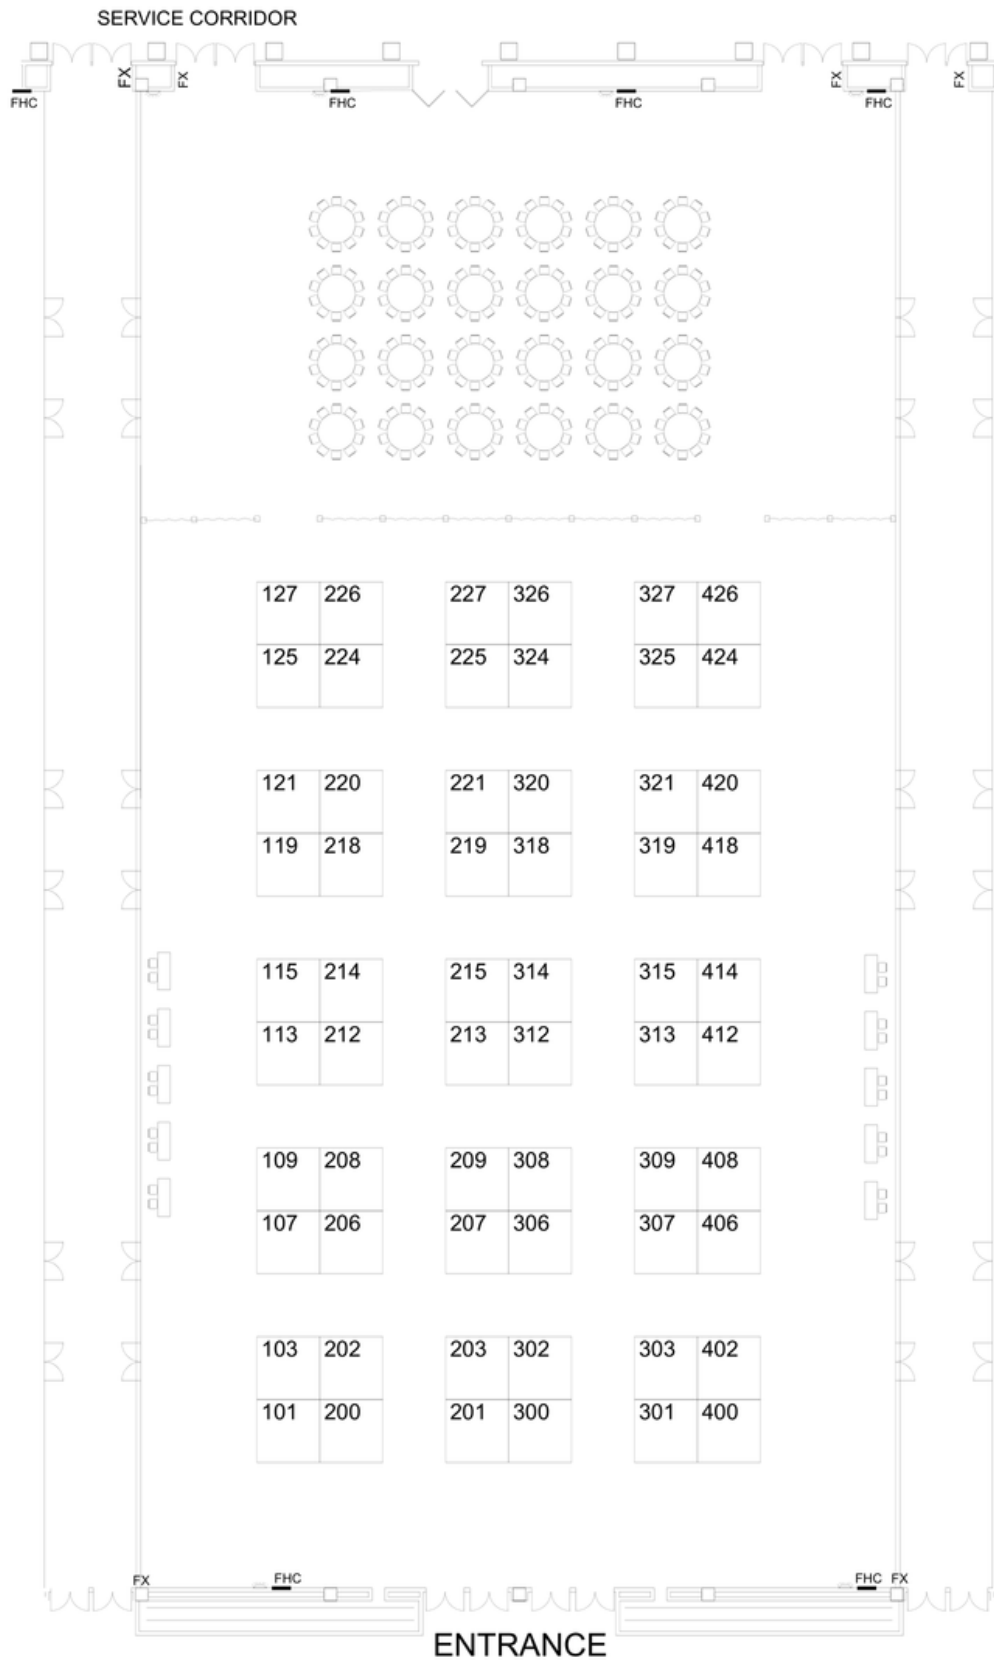 SERVICE CORRIDOR
FX FX FX FX
FHC FHC FHC FHC
127 226 227 326 327 426
125 224 225 324 325 424
121 220 221 320 321 420
119 218 219 318 319 418
115 214 215 314 315 414
113 212 213 312 313 412
109 208 209 308 309 408
107 206 207 306 307 406
103 202 203 302 303 402
101 200 201 300 301 400
FX FHC FHC FX
ENTRANCE